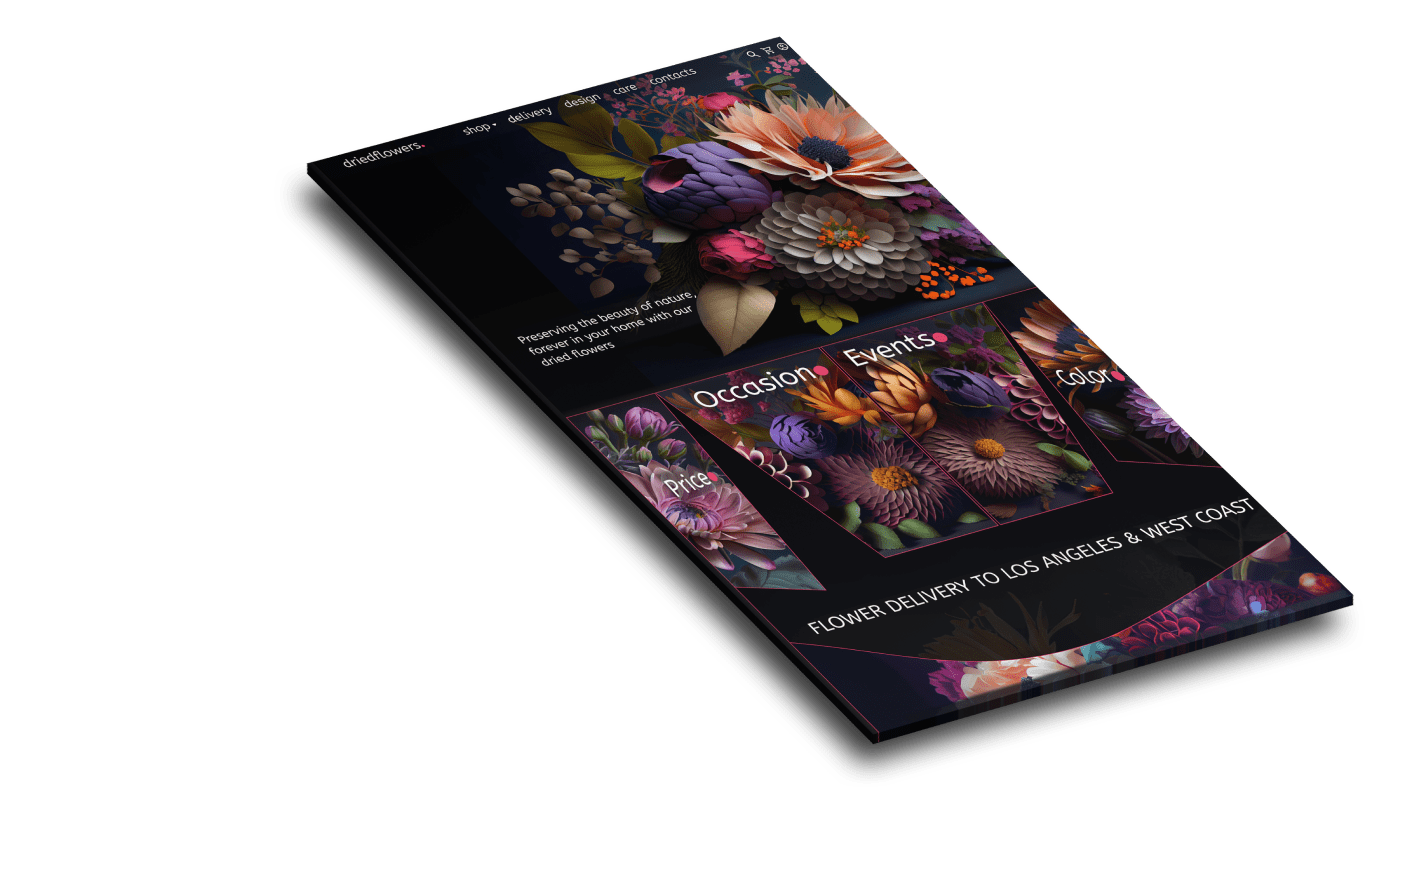 driedflowers.
shop delivery design care contacts
Preserving the beauty of nature,
forever in your home with our
dried flowers
Price
Occasion
Events
Color
FLOWER DELIVERY TO LOS ANGELES & WEST COAST